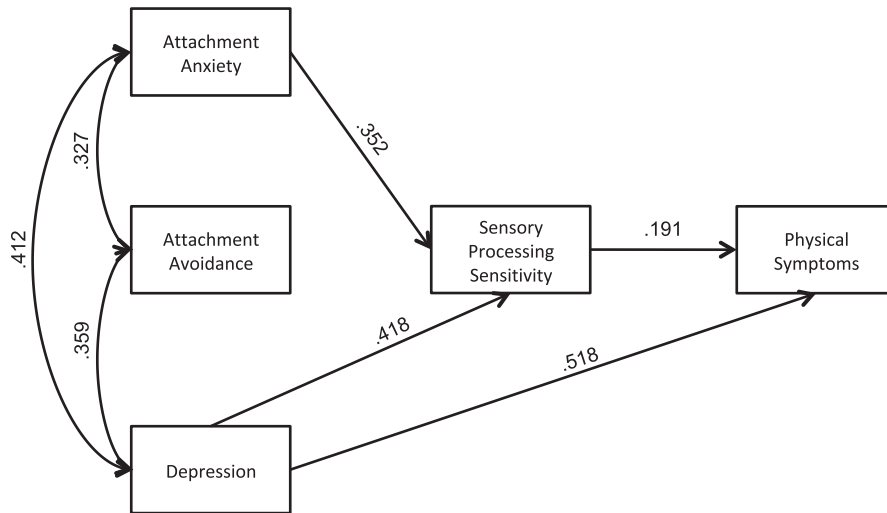 Attachment
Anxiety
.352
.327
.412
Attachment
Avoidance
Sensory
Processing
Sensitivity
.191
Physical
Symptoms
.359
.418
.518
Depression